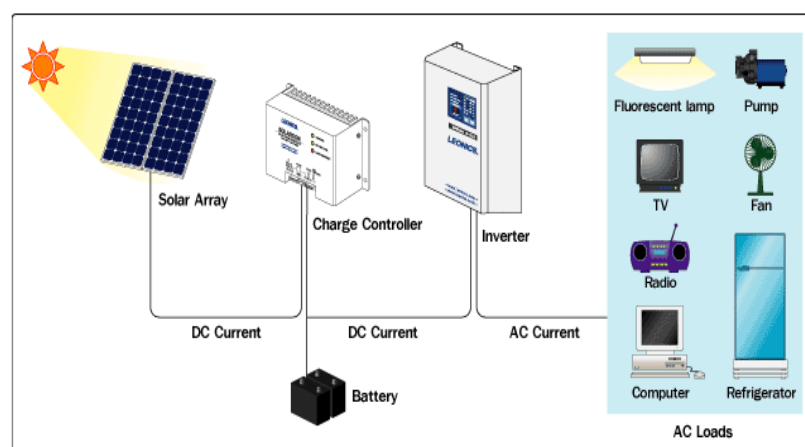 Fluorescent lamp
Pump
Solar Array
LEONICS
SOLARCON
Charge Controller
LEONICS
Inverter
TV
Fan
Radio
DC Current
DC Current
AC Current
Battery
Computer
Refrigerator
AC Loads